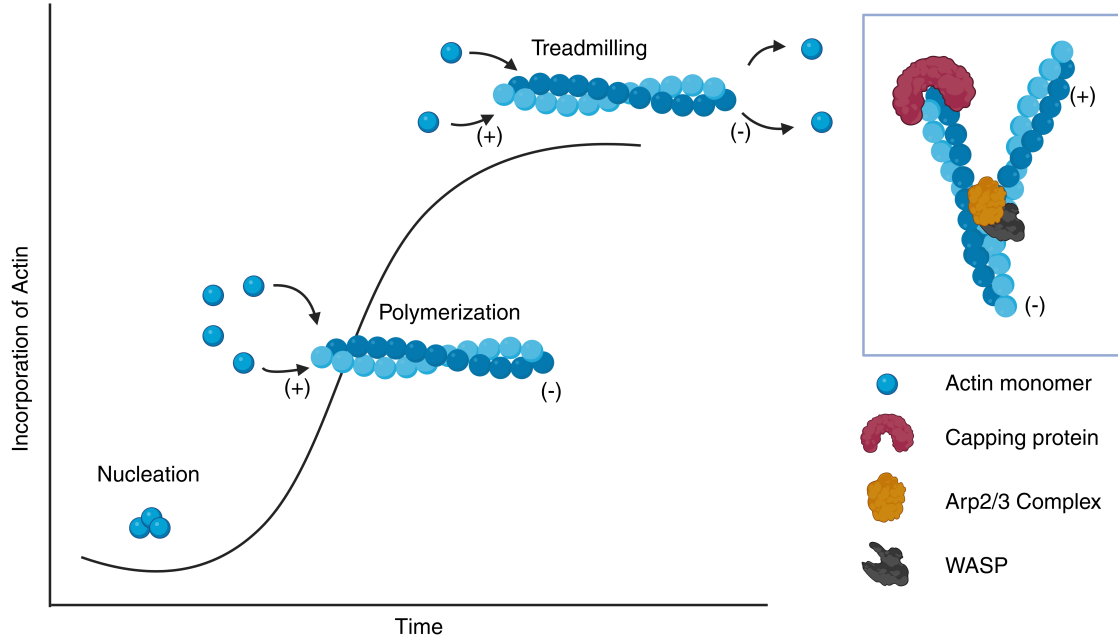 Treadmilling
(+)
(-)
(+)
(-)
Polymerization
(+)
(-)
Nucleation
Incorporation of Actin
Time
Actin monomer
Capping protein
Arp2/3 Complex
WASP